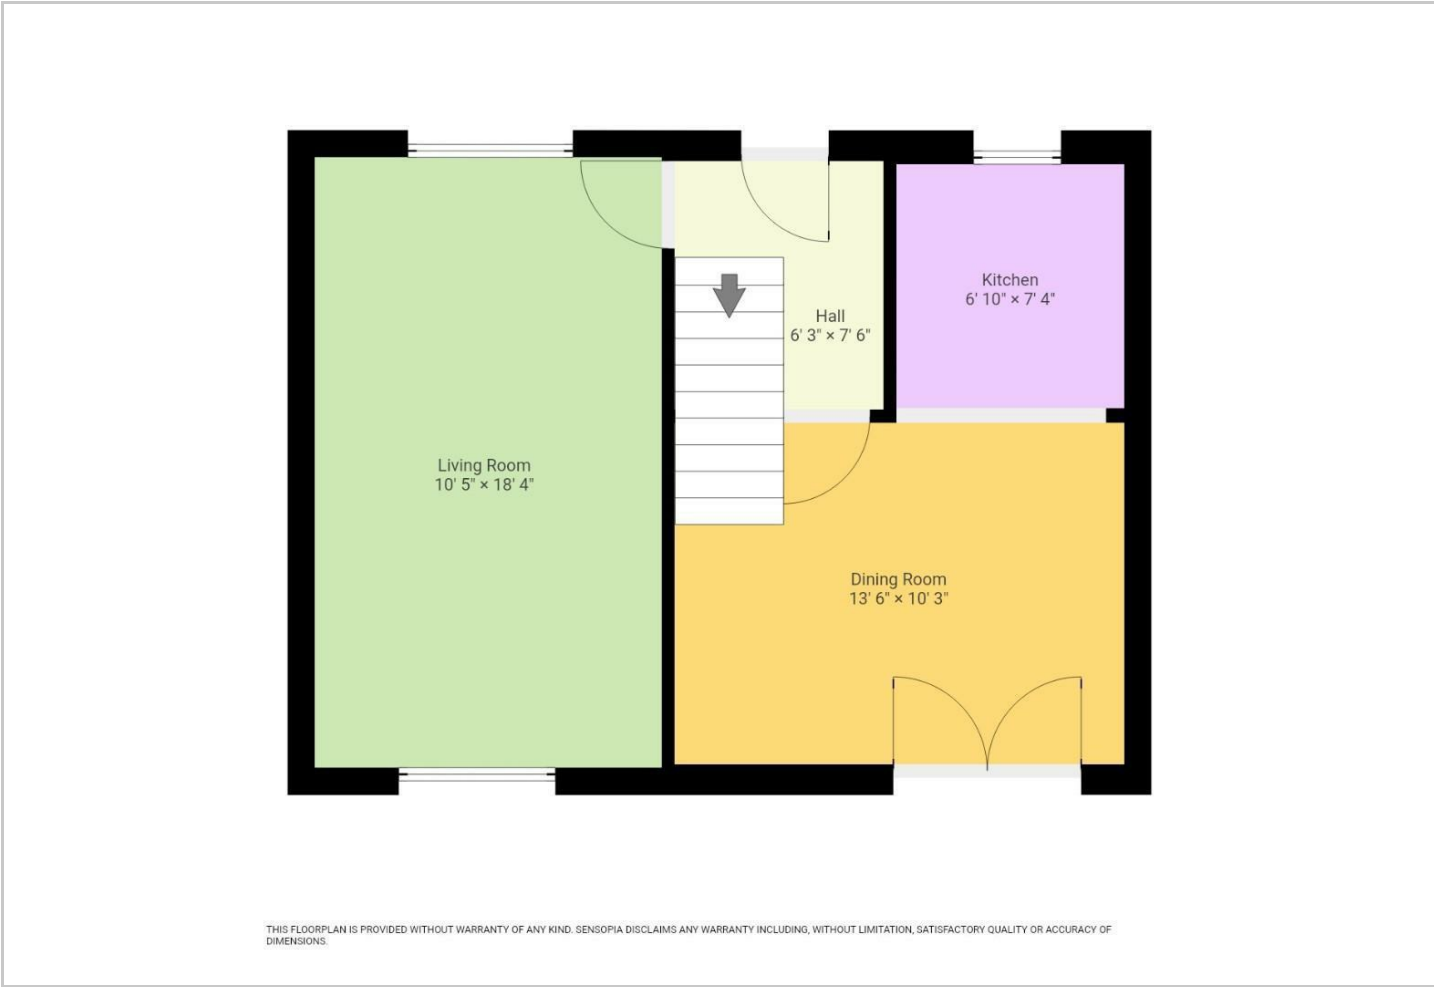 Kitchen
6' 10" × 7' 4"
Hall
6' 3" × 7' 6"
Living Room
10' 5" × 18' 4"
Dining Room
13' 6" × 10' 3"
THIS FLOORPLAN IS PROVIDED WITHOUT WARRANTY OF ANY KIND. SENSOPIA DISCLAIMS ANY WARRANTY INCLUDING, WITHOUT LIMITATION, SATISFACTORY QUALITY OR ACCURACY OF
DIMENSIONS.